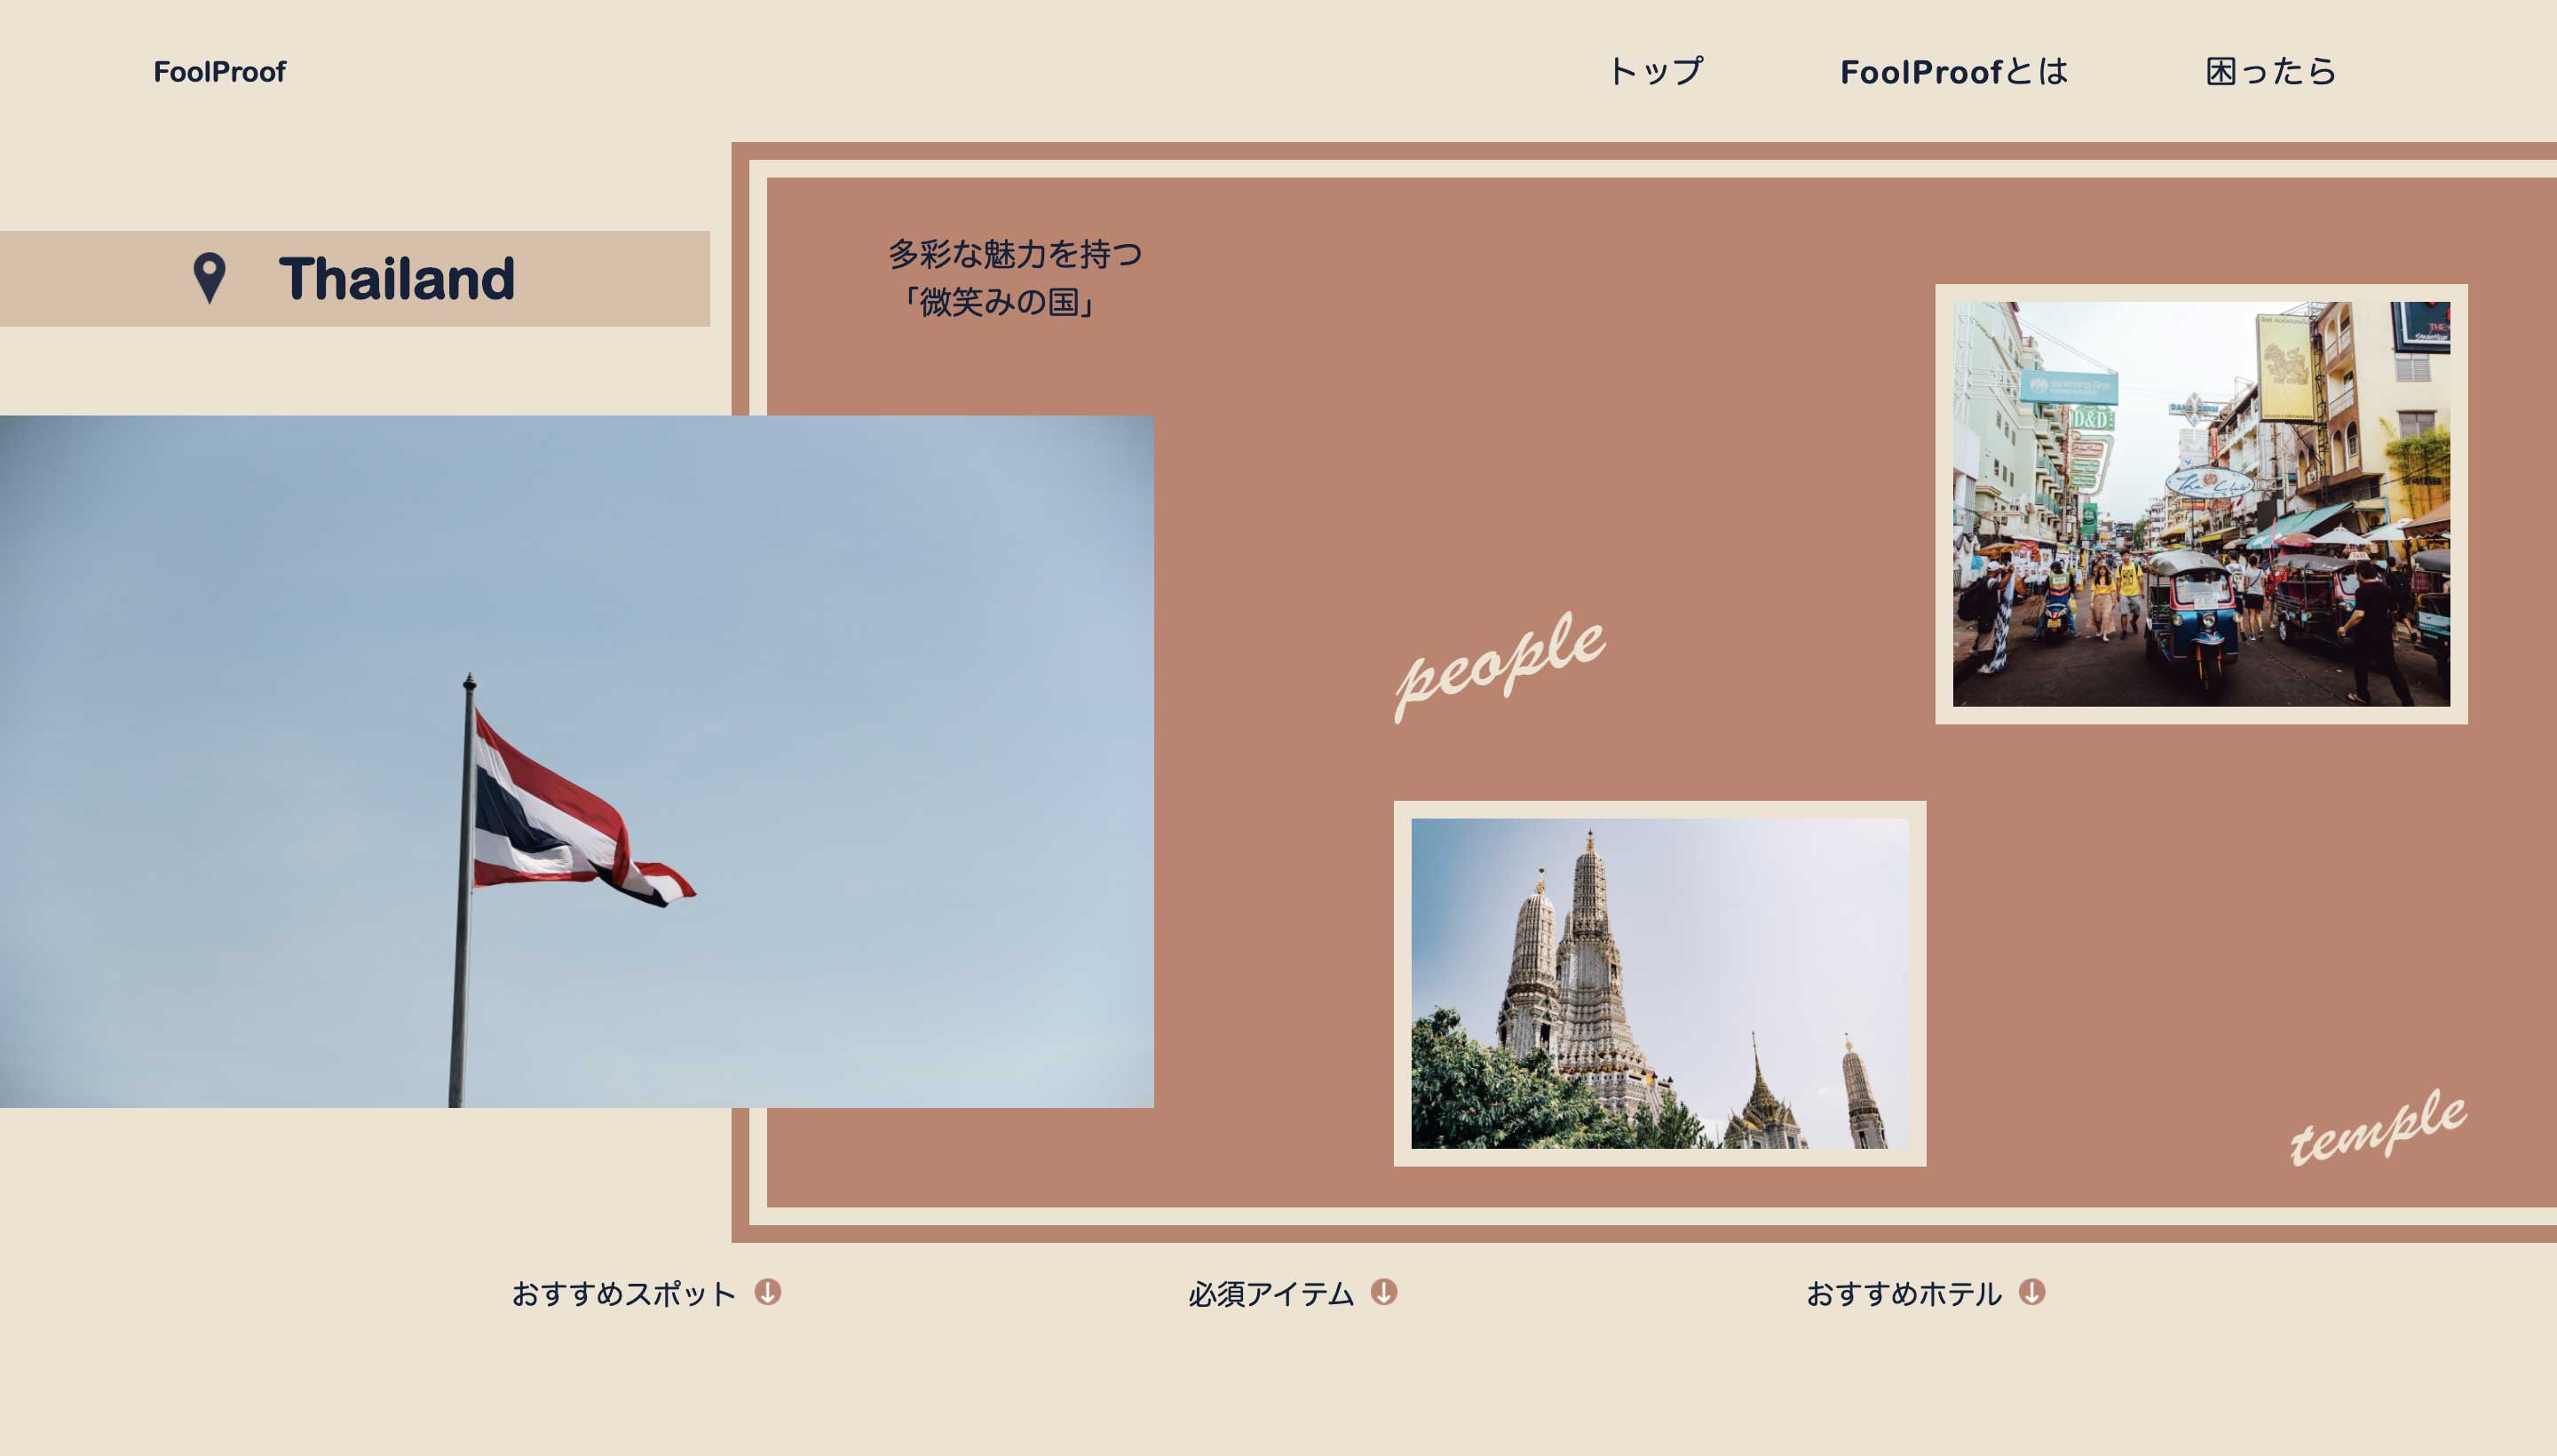 FoolProof
トップ
FoolProofとは
困ったら
Thailand
多彩な魅力を持つ
「微笑みの国」
D&D
The Club
people
temple
おすすめスポット
必須アイテム
おすすめホテル